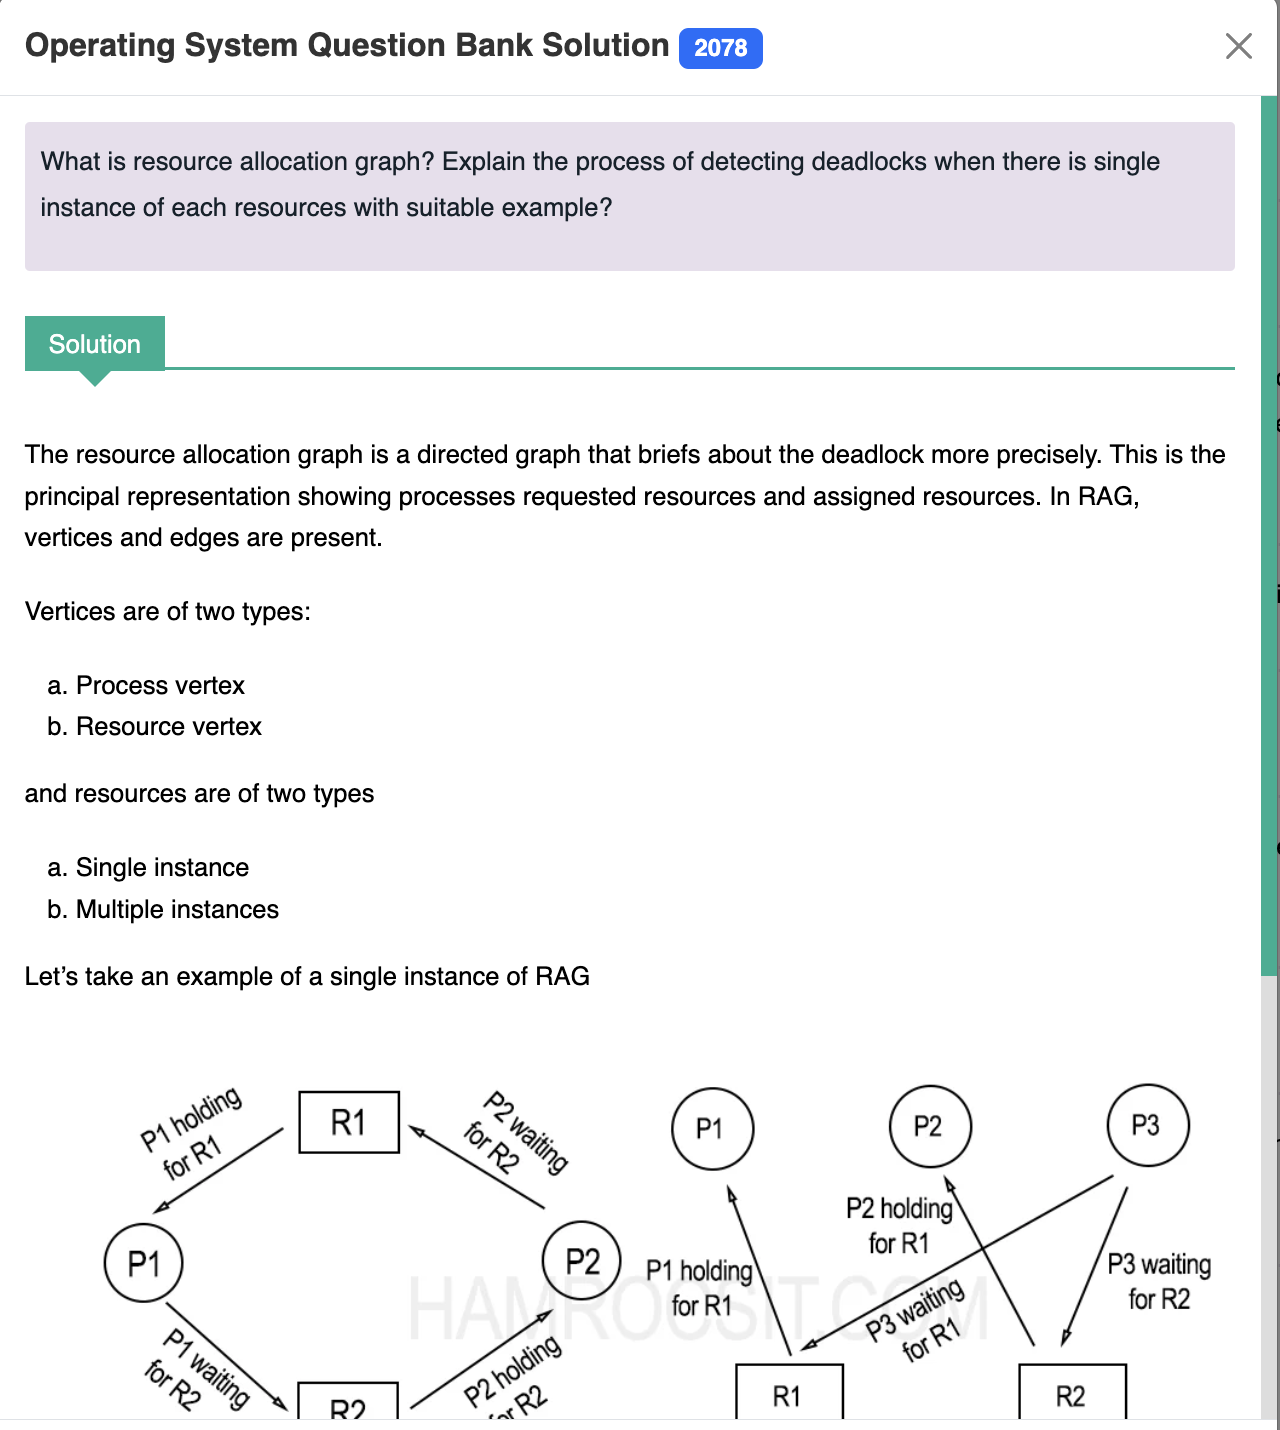 Operating System Question Bank Solution 2078
What is resource allocation graph? Explain the process of detecting deadlocks when there is single
instance of each resources with suitable example?
Solution
The resource allocation graph is a directed graph that briefs about the deadlock more precisely. This is the
principal representation showing processes requested resources and assigned resources. In RAG,
vertices and edges are present.
Vertices are of two types:
a. Process vertex
b. Resource vertex
and resources are of two types
a. Single instance
b. Multiple instances
Let’s take an example of a single instance of RAG
P1 holding
for R1
R1
P2 waiting
for R2
P1
P2
P1 waiting
for R2
R2
P2 holding
for R2
P1
P2
P3
P2 holding
for R1
P1 holding
for R1
P3 waiting
for R1
P3 waiting
for R2
R1
R2
HAMROCSIT.COM